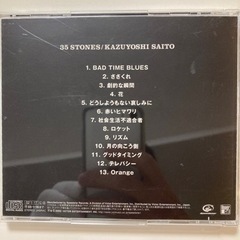 35 STONES/KAZUYOSHI SAITO
1. BAD TIME BLUES
2. ささくれ
3. 劇的な瞬間
4. 花
5. どうしようもない哀しみに
6. 赤いヒマワリ
7. 社会生活不適合者
8. ロケット
9. リズム
10. 月の向こう側
11. グッドタイミング
12. テレパシー
13. Orange